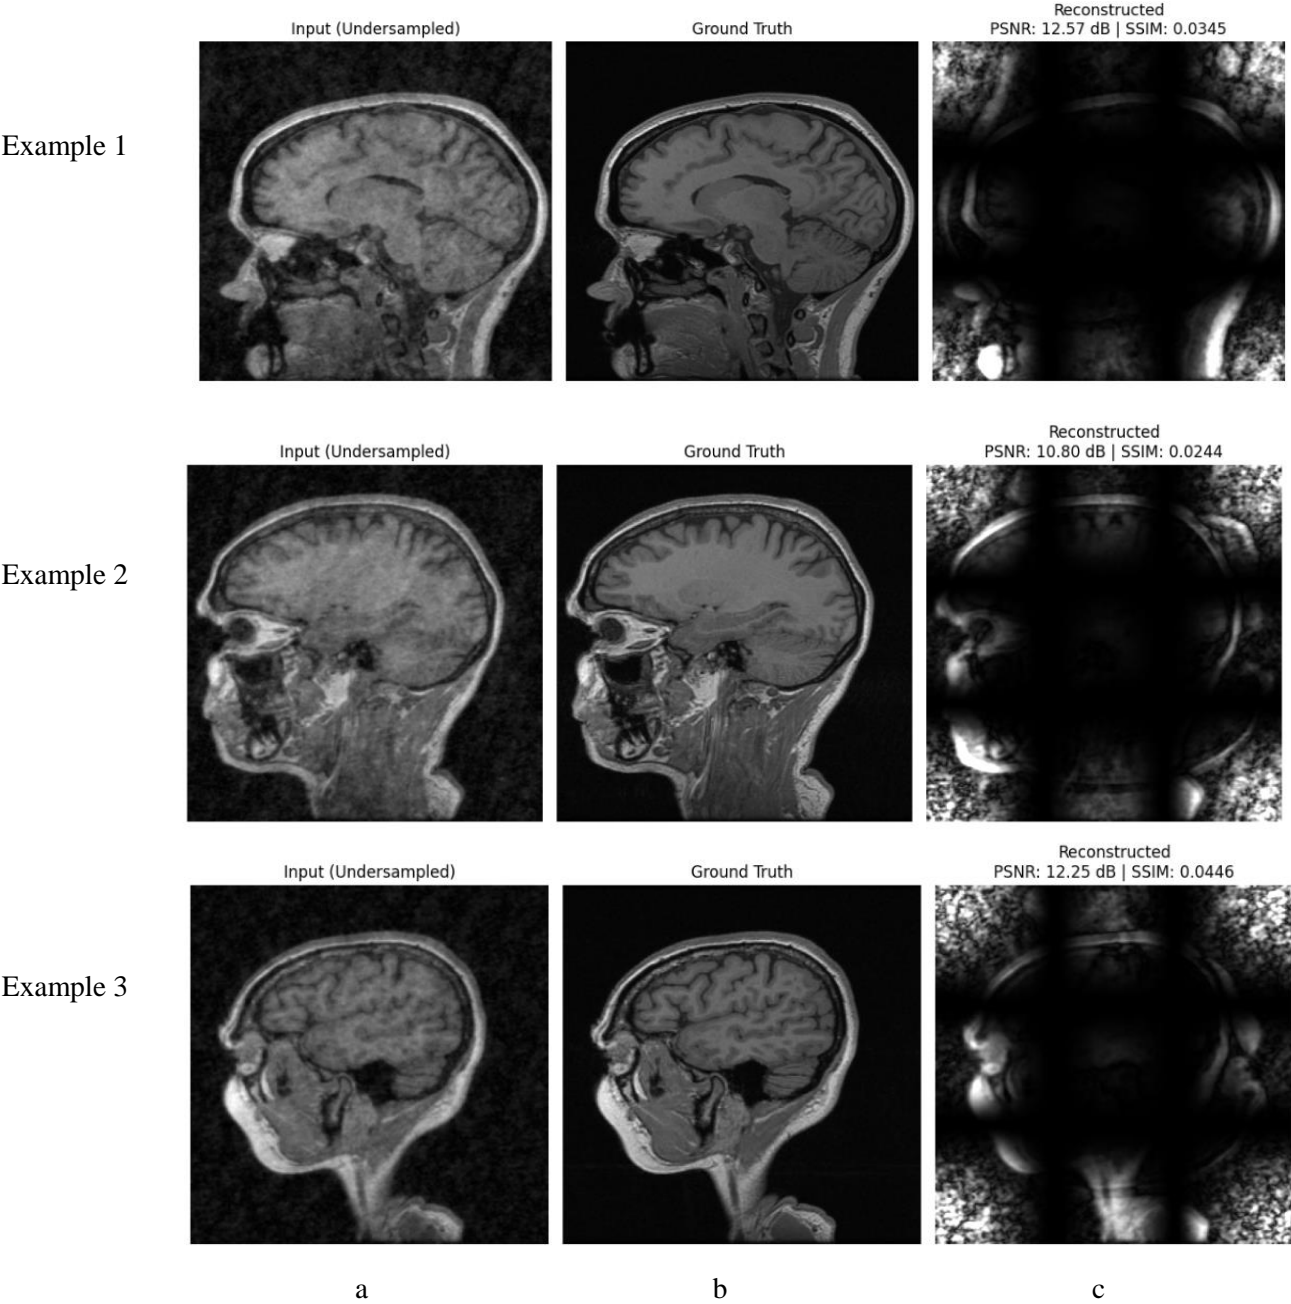 Reconstructed
Input (Undersampled) Ground Truth PSNR: 12.57 dB | SSIM: 0.0345
Example 1
Reconstructed
Input (Undersampled) Ground Truth PSNR: 10.80 dB | SSIM: 0.0244
Example 2
Reconstructed
Input (Undersampled) Ground Truth PSNR: 12.25 dB | SSIM: 0.0446
Example 3
a b c